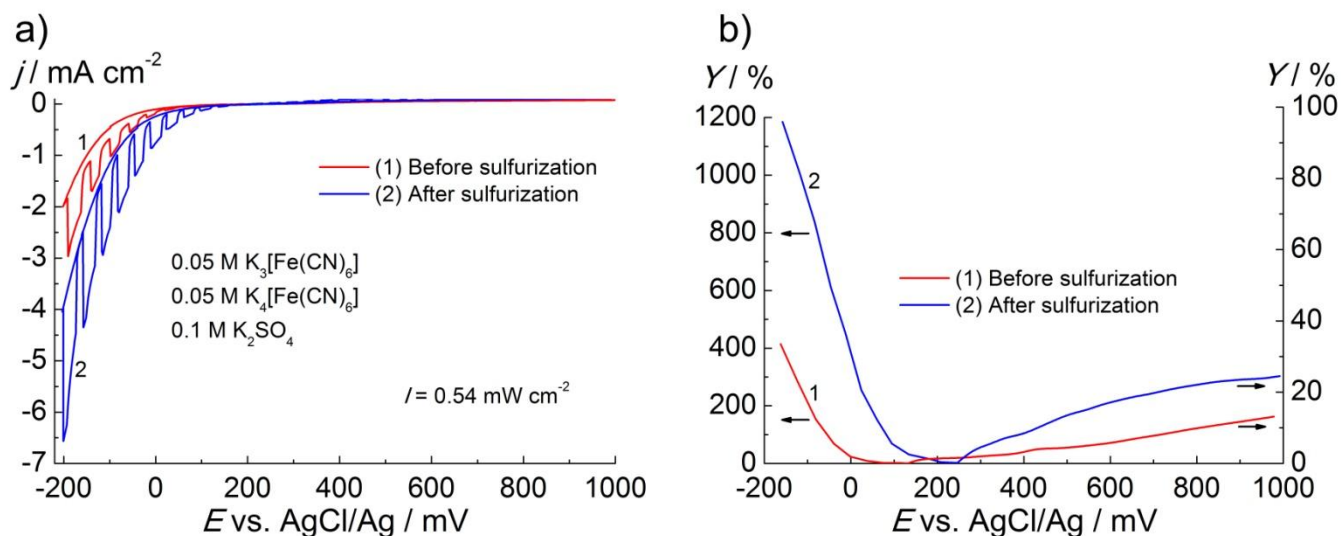 a)
j / mA cm⁻²
0
-1
-2
-3
-4
-5
-6
-7
-200 0 200 400 600 800 1000
E vs. AgCl/Ag / mV
1
2
(1) Before sulfurization
(2) After sulfurization
0.05 M K₃[Fe(CN)₆]
0.05 M K₄[Fe(CN)₆]
0.1 M K₂SO₄
I = 0.54 mW cm⁻²
b)
Y / %
1200
1000
800
600
400
200
0
Y / %
100
80
60
40
20
0
2
1
(1) Before sulfurization
(2) After sulfurization
-200 0 200 400 600 800 1000
E vs. AgCl/Ag / mV